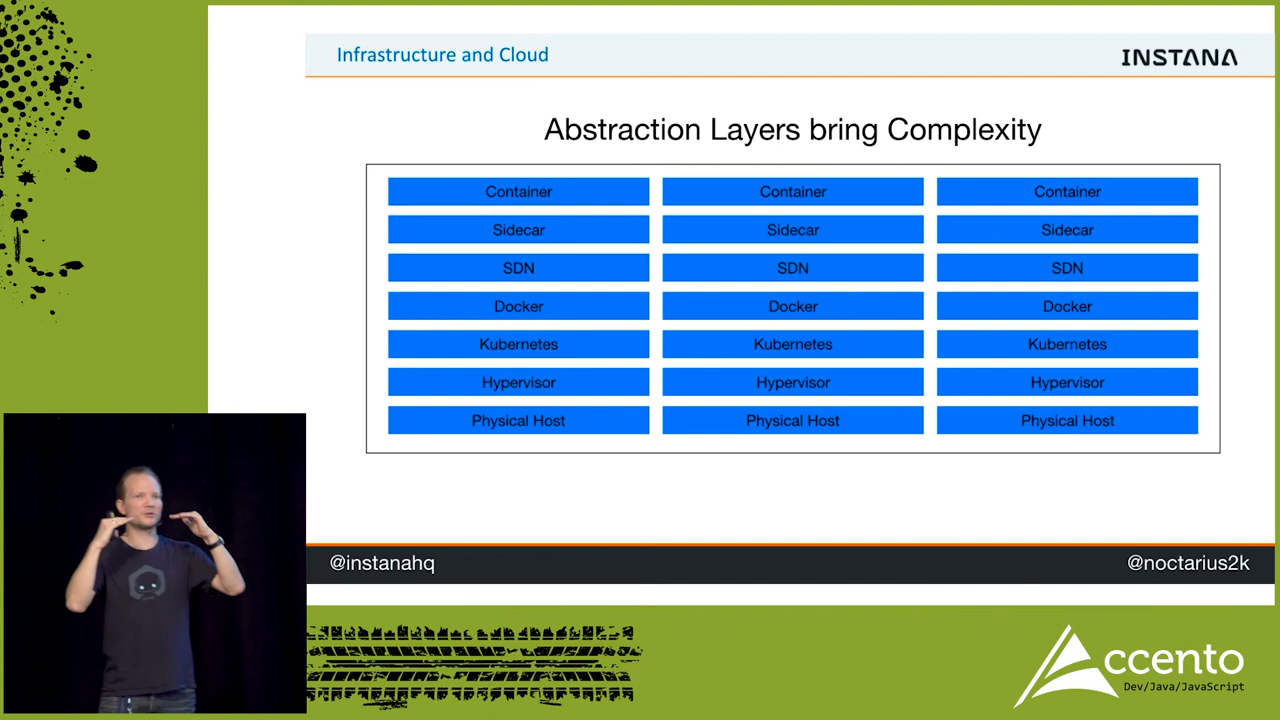 Infrastructure and Cloud
INSTANA
Abstraction Layers bring Complexity
Container Container Container
Sidecar Sidecar Sidecar
SDN SDN SDN
Docker Docker Docker
Kubernetes Kubernetes Kubernetes
Hypervisor Hypervisor Hypervisor
Physical Host Physical Host Physical Host
@instanahq @noctarius2k
Accento
Dev/Java/JavaScript